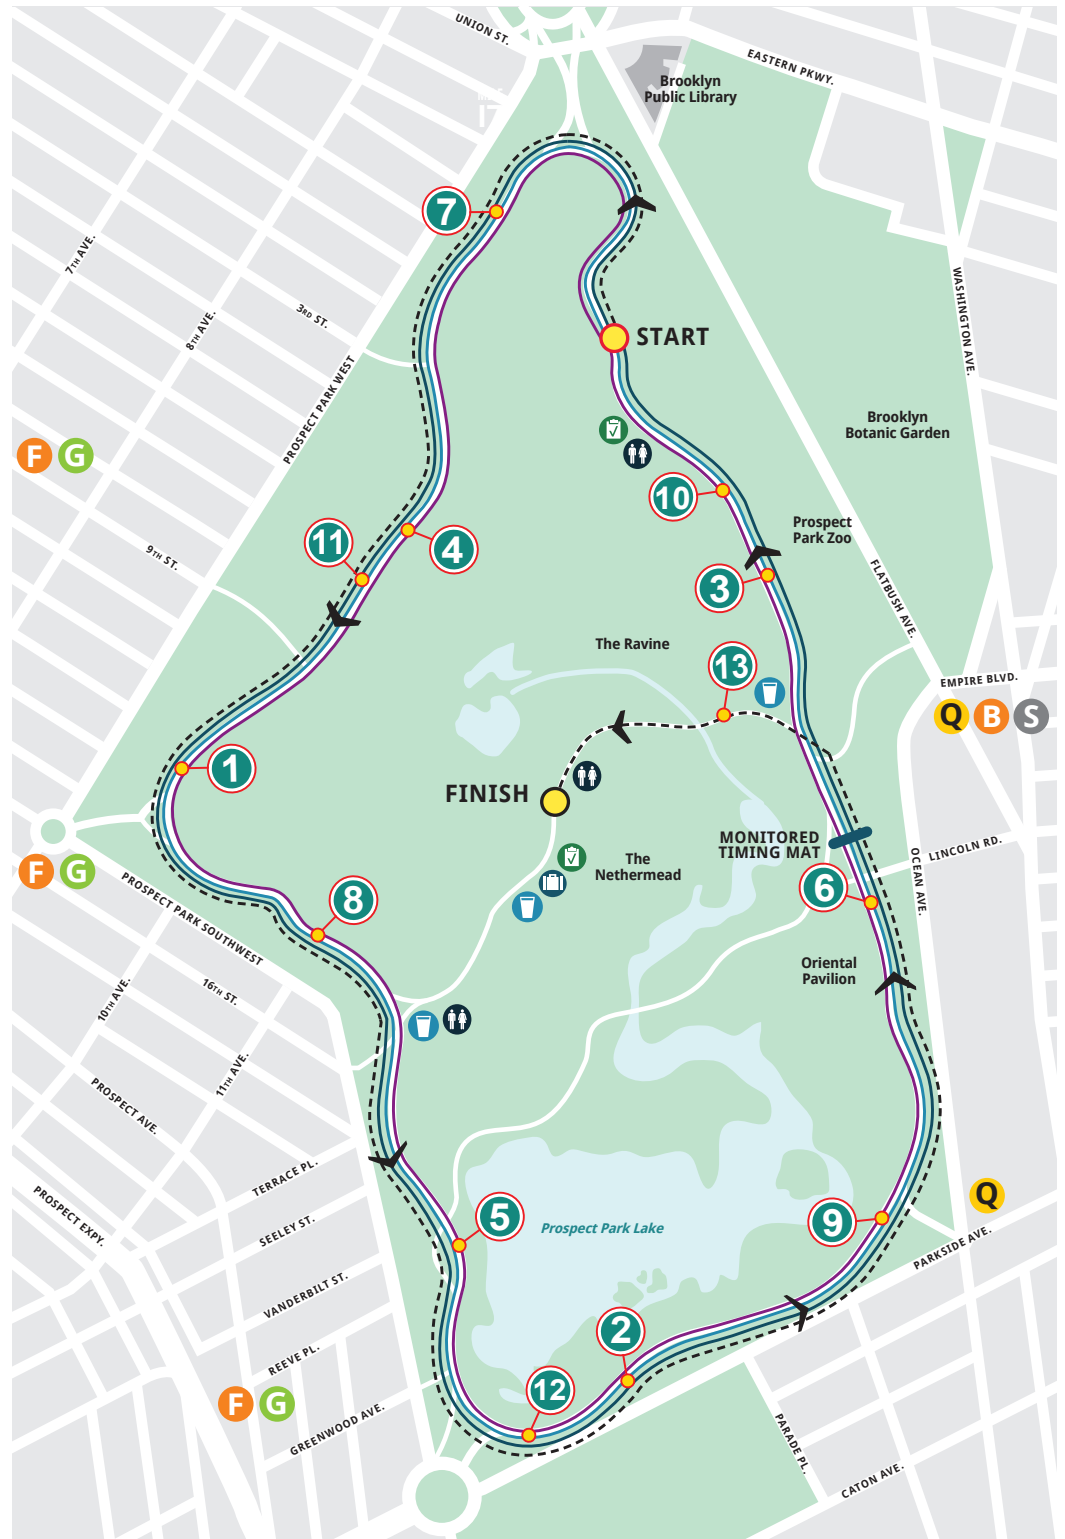 UNION ST.
EASTERN PKWY.
Brooklyn
Public Library
7
7TH AVE.
8TH AVE.
3RD ST.
WASHINGTON AVE.
START
PROSPECT PARK WEST
Brooklyn
Botanic Garden
F G
10
Prospect
Park Zoo
11
4
9TH ST.
3
FLATBUSH AVE.
The Ravine
13
EMPIRE BLVD.
Q B S
1
FINISH
MONITORED
TIMING MAT
LINCOLN RD.
F G
The
Nethermead
OCEAN AVE.
PROSPECT PARK SOUTHWEST
8
6
Oriental
Pavilion
16TH ST.
10TH AVE.
11TH AVE.
PROSPECT AVE.
TERRACE PL.
Q
PROSPECT EXPY.
SEELEY ST.
5
Prospect Park Lake
9
PARKSIDE AVE.
VANDERBILT ST.
2
REEVE PL.
12
F G
GREENWOOD AVE.
PARADE PL.
CATON AVE.